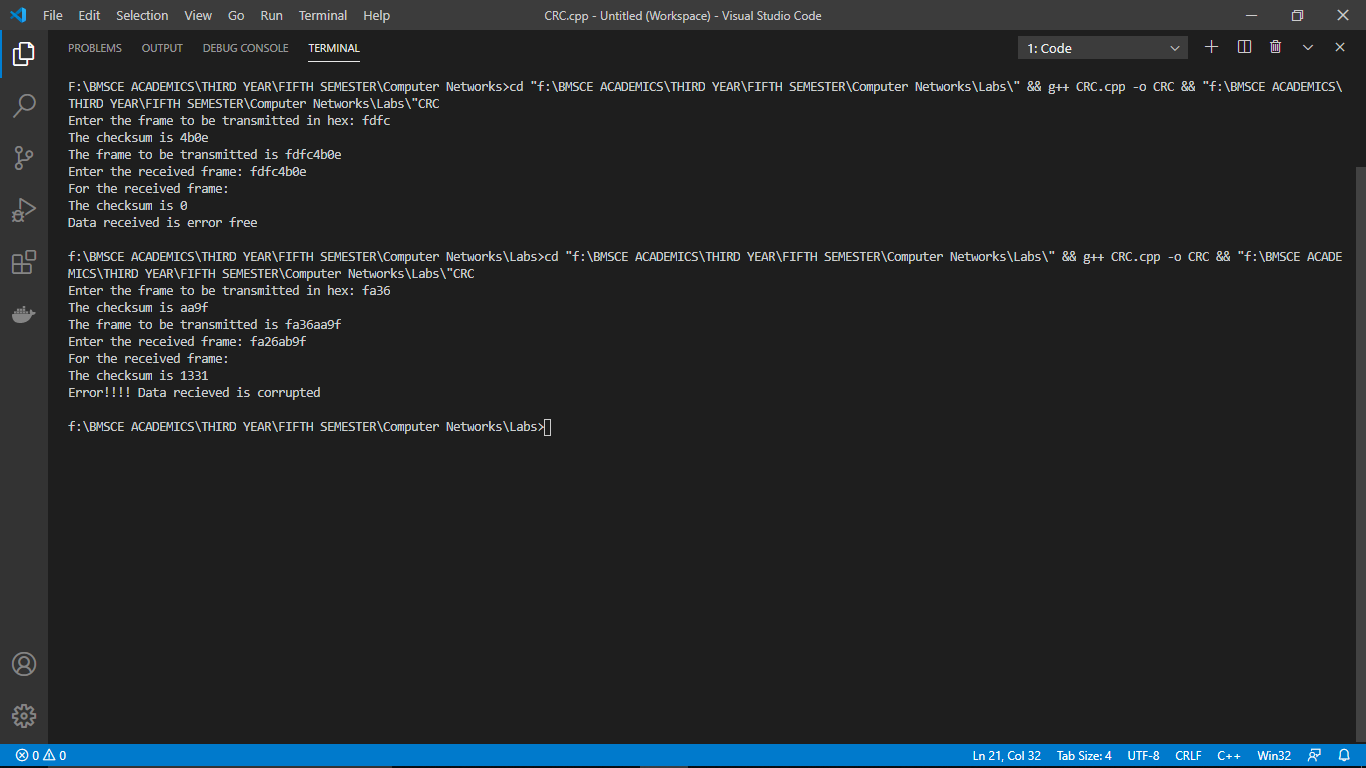 File Edit Selection View Go Run Terminal Help
CRC.cpp - Untitled (Workspace) - Visual Studio Code
PROBLEMS OUTPUT DEBUG CONSOLE TERMINAL
1: Code
F:\BMSCE ACADEMICS\THIRD YEAR\FIFTH SEMESTER\Computer Networks>cd "f:\BMSCE ACADEMICS\THIRD YEAR\FIFTH SEMESTER\Computer Networks\Labs\" && g++ CRC.cpp -o CRC && "f:\BMSCE ACADEMICS\
THIRD YEAR\FIFTH SEMESTER\Computer Networks\Labs\"CRC
Enter the frame to be transmitted in hex: fdfc
The checksum is 4b0e
The frame to be transmitted is fdfc4b0e
Enter the received frame: fdfc4b0e
For the received frame:
The checksum is 0
Data received is error free
f:\BMSCE ACADEMICS\THIRD YEAR\FIFTH SEMESTER\Computer Networks\Labs>cd "f:\BMSCE ACADEMICS\THIRD YEAR\FIFTH SEMESTER\Computer Networks\Labs\" && g++ CRC.cpp -o CRC && "f:\BMSCE ACADE
MICS\THIRD YEAR\FIFTH SEMESTER\Computer Networks\Labs\"CRC
Enter the frame to be transmitted in hex: fa36
The checksum is aa9f
The frame to be transmitted is fa36aa9f
Enter the received frame: fa26ab9f
For the received frame:
The checksum is 1331
Error!!!! Data recieved is corrupted
f:\BMSCE ACADEMICS\THIRD YEAR\FIFTH SEMESTER\Computer Networks\Labs>
0 0 Ln 21, Col 32 Tab Size: 4 UTF-8 CRLF C++ Win32